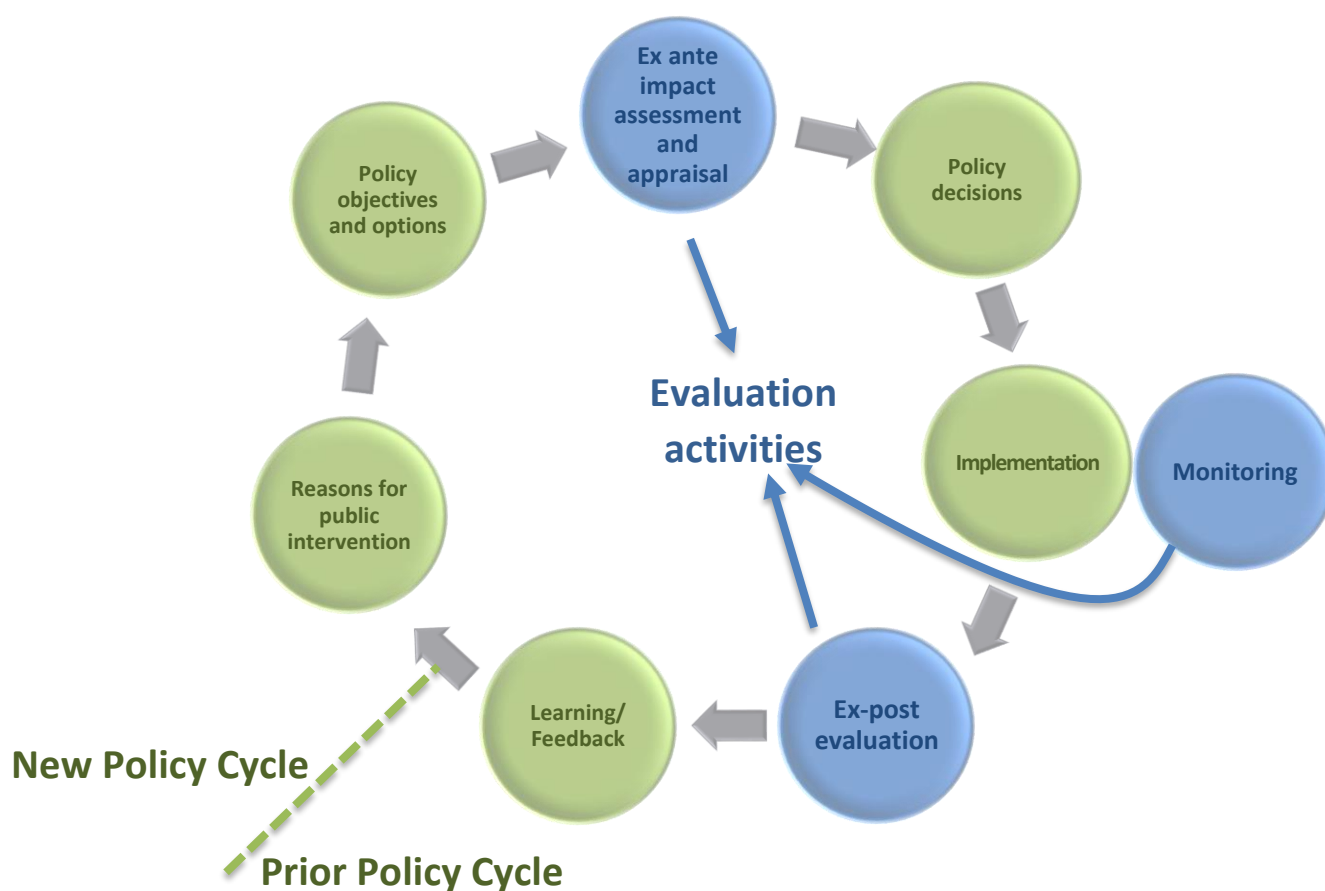 Ex ante
impact
assessment
and
appraisal
Policy
decisions
Policy
objectives
and options
Evaluation
activities
Implementation
Monitoring
Reasons for
public
intervention
Ex-post
evaluation
Learning/
Feedback
New Policy Cycle
Prior Policy Cycle